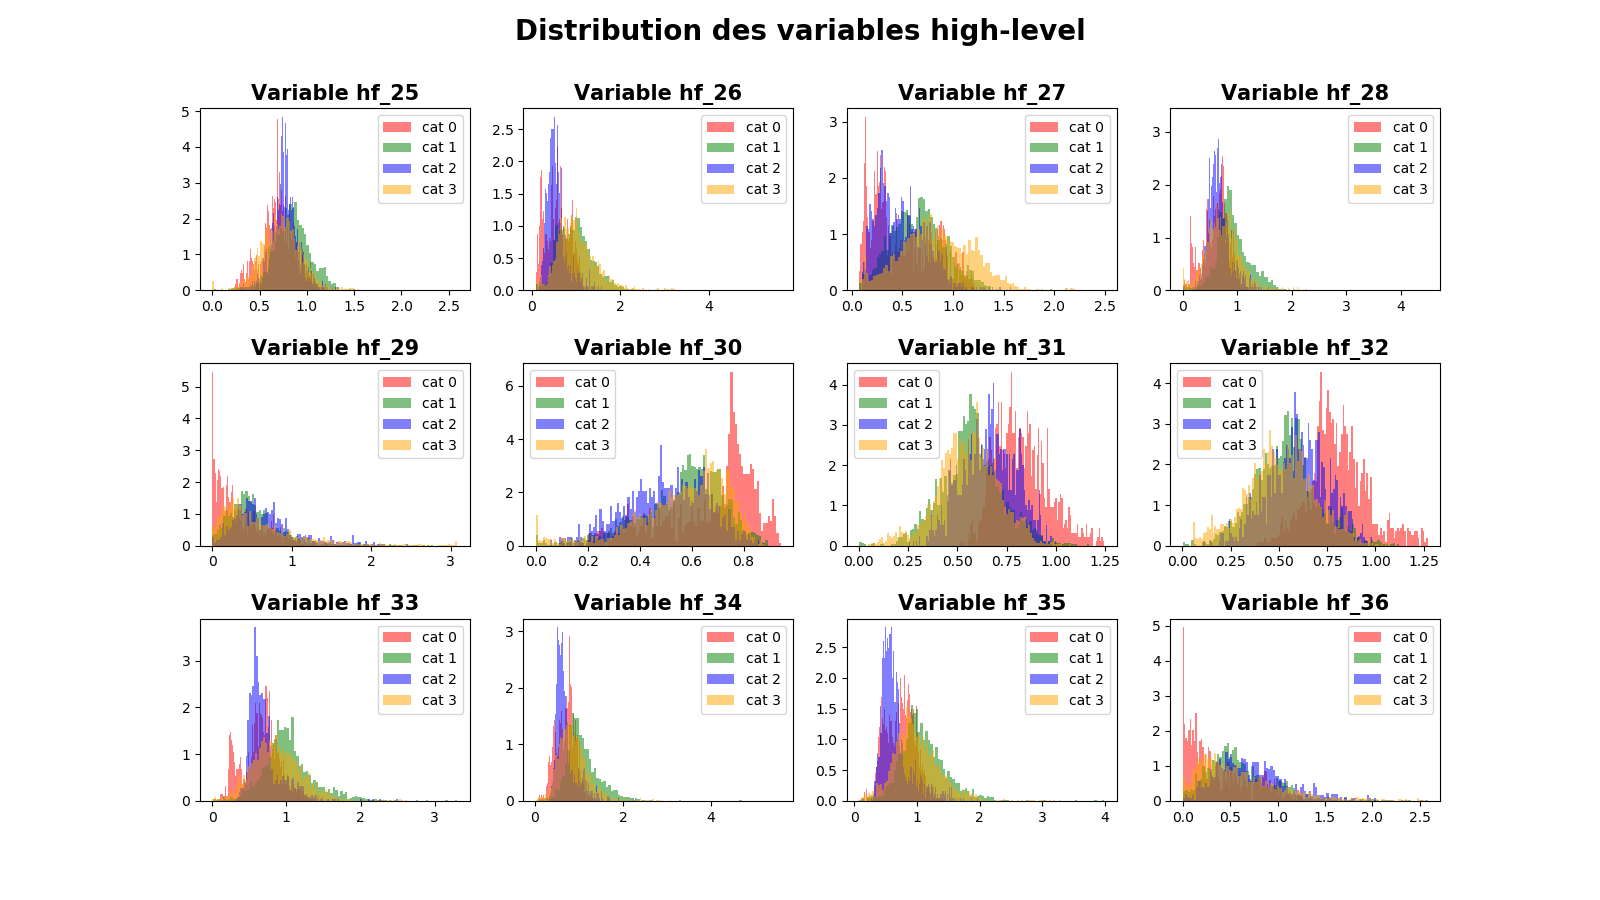 Distribution des variables high-level
Variable hf_25
5
4
3
2
1
0
0.0 0.5 1.0 1.5 2.0 2.5
cat 0
cat 1
cat 2
cat 3
Variable hf_26
2.5
2.0
1.5
1.0
0.5
0.0
0 2 4
cat 0
cat 1
cat 2
cat 3
Variable hf_27
3
2
1
0
0.0 0.5 1.0 1.5 2.0 2.5
cat 0
cat 1
cat 2
cat 3
Variable hf_28
3
2
1
0
0 1 2 3 4
cat 0
cat 1
cat 2
cat 3
Variable hf_29
5
4
3
2
1
0
0 1 2 3
cat 0
cat 1
cat 2
cat 3
Variable hf_30
6
4
2
0
0.0 0.2 0.4 0.6 0.8
cat 0
cat 1
cat 2
cat 3
Variable hf_31
4
3
2
1
0
0.00 0.25 0.50 0.75 1.00 1.25
cat 0
cat 1
cat 2
cat 3
Variable hf_32
4
3
2
1
0
0.00 0.25 0.50 0.75 1.00 1.25
cat 0
cat 1
cat 2
cat 3
Variable hf_33
3
2
1
0
0 1 2 3
cat 0
cat 1
cat 2
cat 3
Variable hf_34
3
2
1
0
0 2 4
cat 0
cat 1
cat 2
cat 3
Variable hf_35
2.5
2.0
1.5
1.0
0.5
0.0
0 1 2 3 4
cat 0
cat 1
cat 2
cat 3
Variable hf_36
5
4
3
2
1
0
0.0 0.5 1.0 1.5 2.0 2.5
cat 0
cat 1
cat 2
cat 3